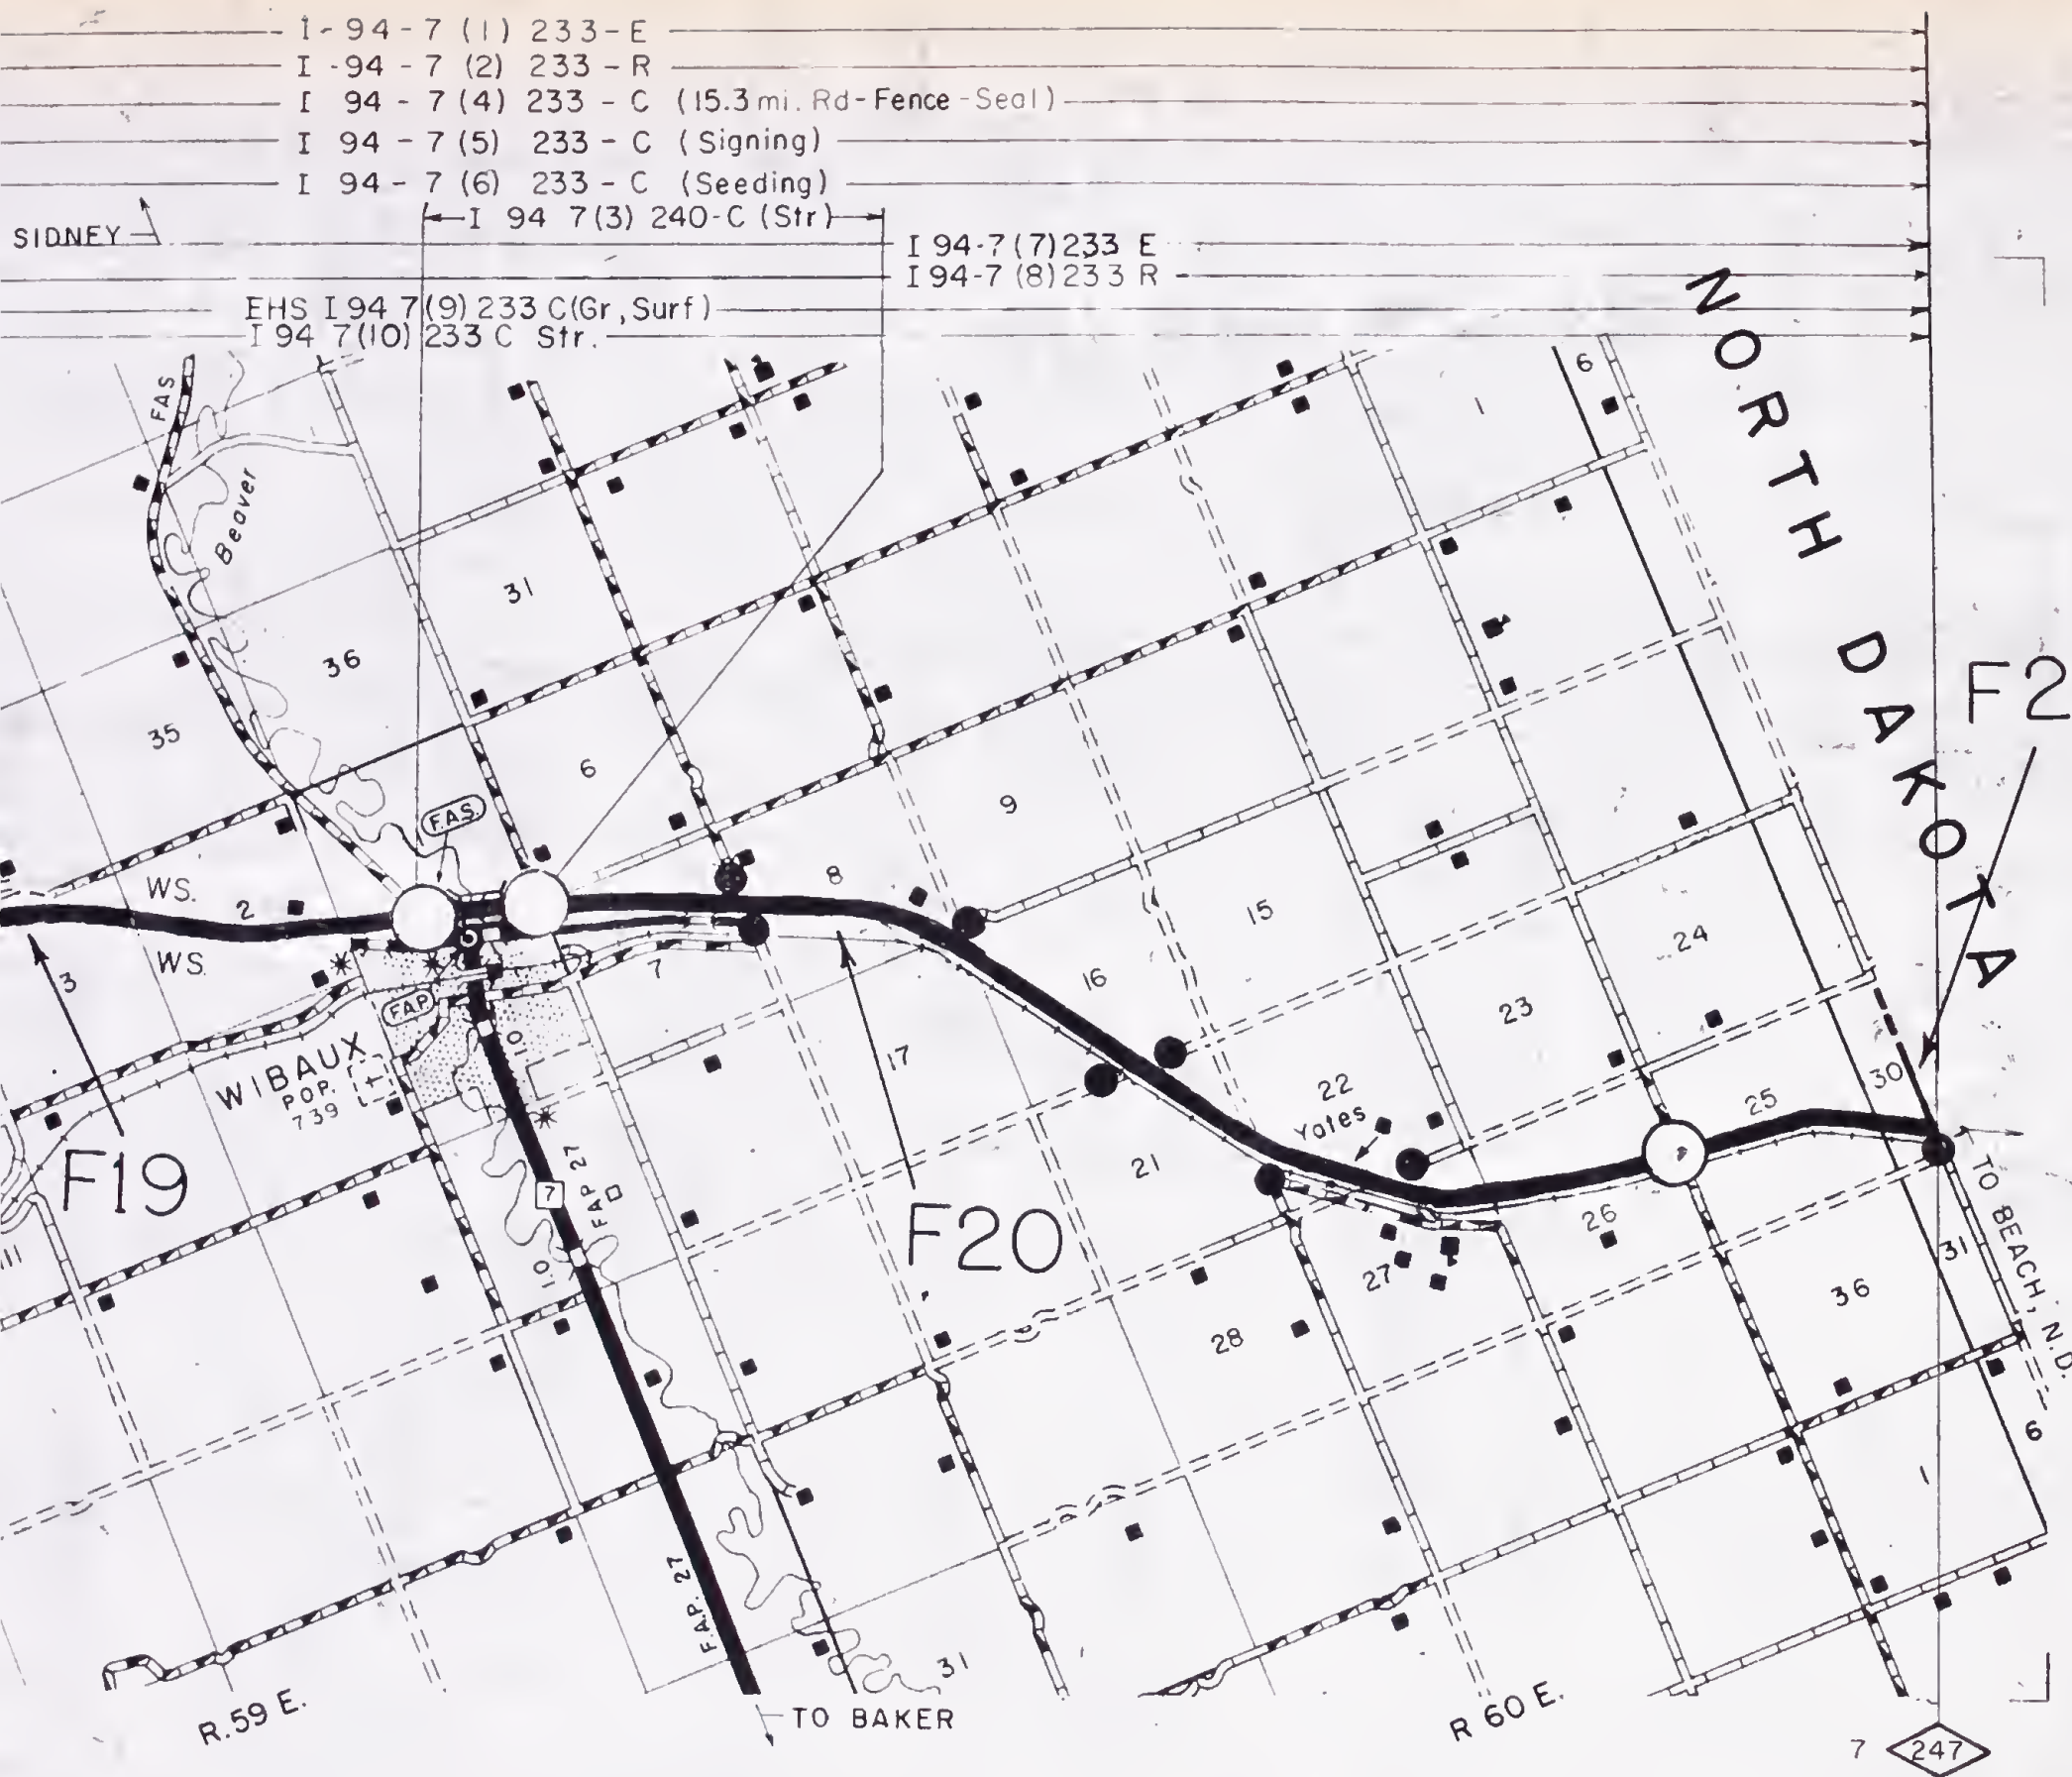 I-94-7 (1) 233-E
I-94-7 (2) 233-R
I 94-7 (4) 233-C (15.3 mi. Rd-Fence-Seal)
I 94-7 (5) 233-C (Signing)
I 94-7 (6) 233-C (Seeding)
I 94 7(3) 240-C (Str)
SIDNEY
I 94-7 (7) 233 E
I 94-7 (8) 233 R
EHS I 94 7(9) 233 C(Gr, Surf)
I 94 7(10) 233 C Str.
NORTH DAKOTA
FAS
6
1
Beaver
31
36
35
6
9
F2
F.A.S.
WS.
2
8
15
24
WS.
3
7
16
23
FAP
WIBAUX
POP.
739
17
22
Yates
30
25
F19
7
FAP 27
21
F20
26
TO BEACH, N.D.
27
31
36
28
6
1
F.A.P. 27
31
R.59 E.
TO BAKER
R 60 E.
7 247